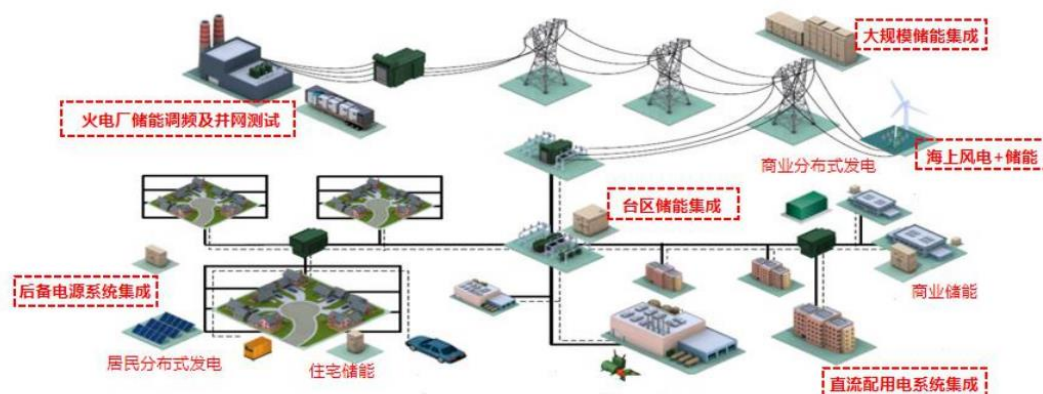 大规模储能集成
火电厂储能调频及并网测试
海上风电+储能
商业分布式发电
台区储能集成
后备电源系统集成
商业储能
居民分布式发电
住宅储能
直流配用电系统集成